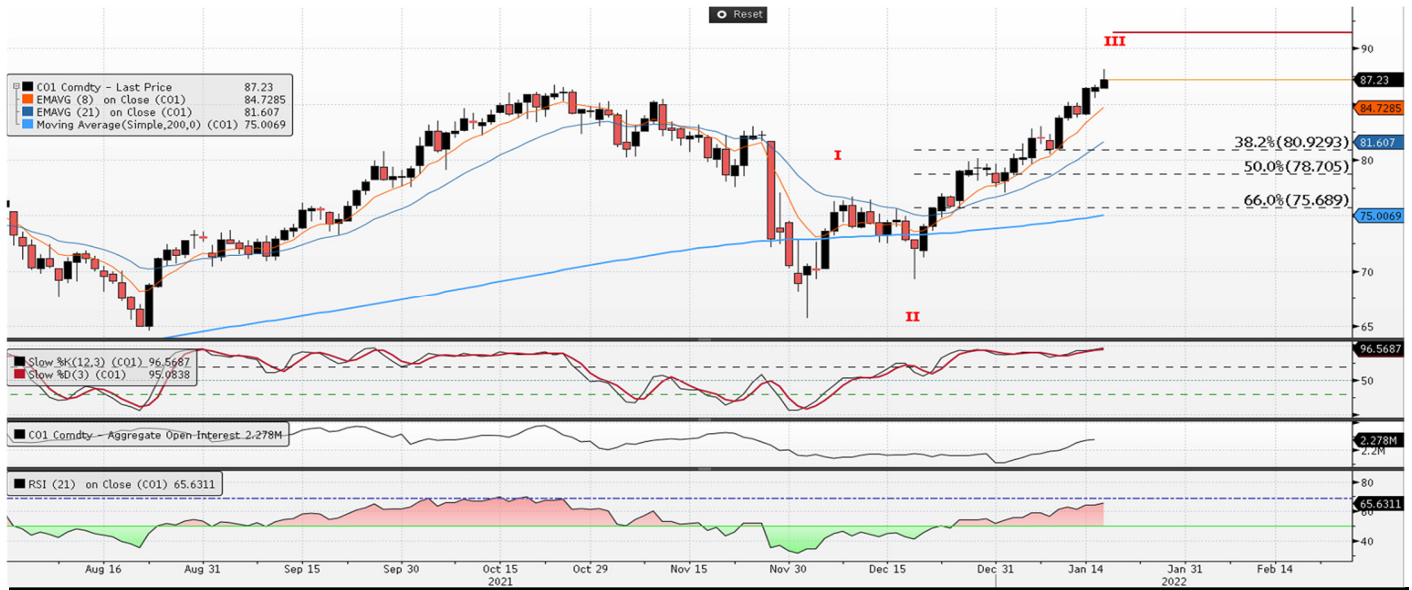 Reset
III
90
C01 Comdty - Last Price 87.23
EMAVG (8) on Close (C01) 84.7285
EMAVG (21) on Close (C01) 81.607
Moving Average(Simple,200,0) (C01) 75.0069
87.23
84.7285
38.2%(80.9293)
81.607
I
80
50.0%(78.705)
66.0%(75.689)
75.0069
70
II
65
Slow %K(12,3) (C01) 96.5687
Slow %D(3) (C01) 95.0838
96.5687
50
C01 Comdty - Aggregate Open Interest 2.278M
2.278M
2.2M
RSI (21) on Close (C01) 65.6311
80
65.6311
60
40
Aug 16 Aug 31 Sep 15 Sep 30 Oct 15 Oct 29 Nov 15 Nov 30 Dec 15 Dec 31 Jan 14 Jan 31 Feb 14
2021 2022